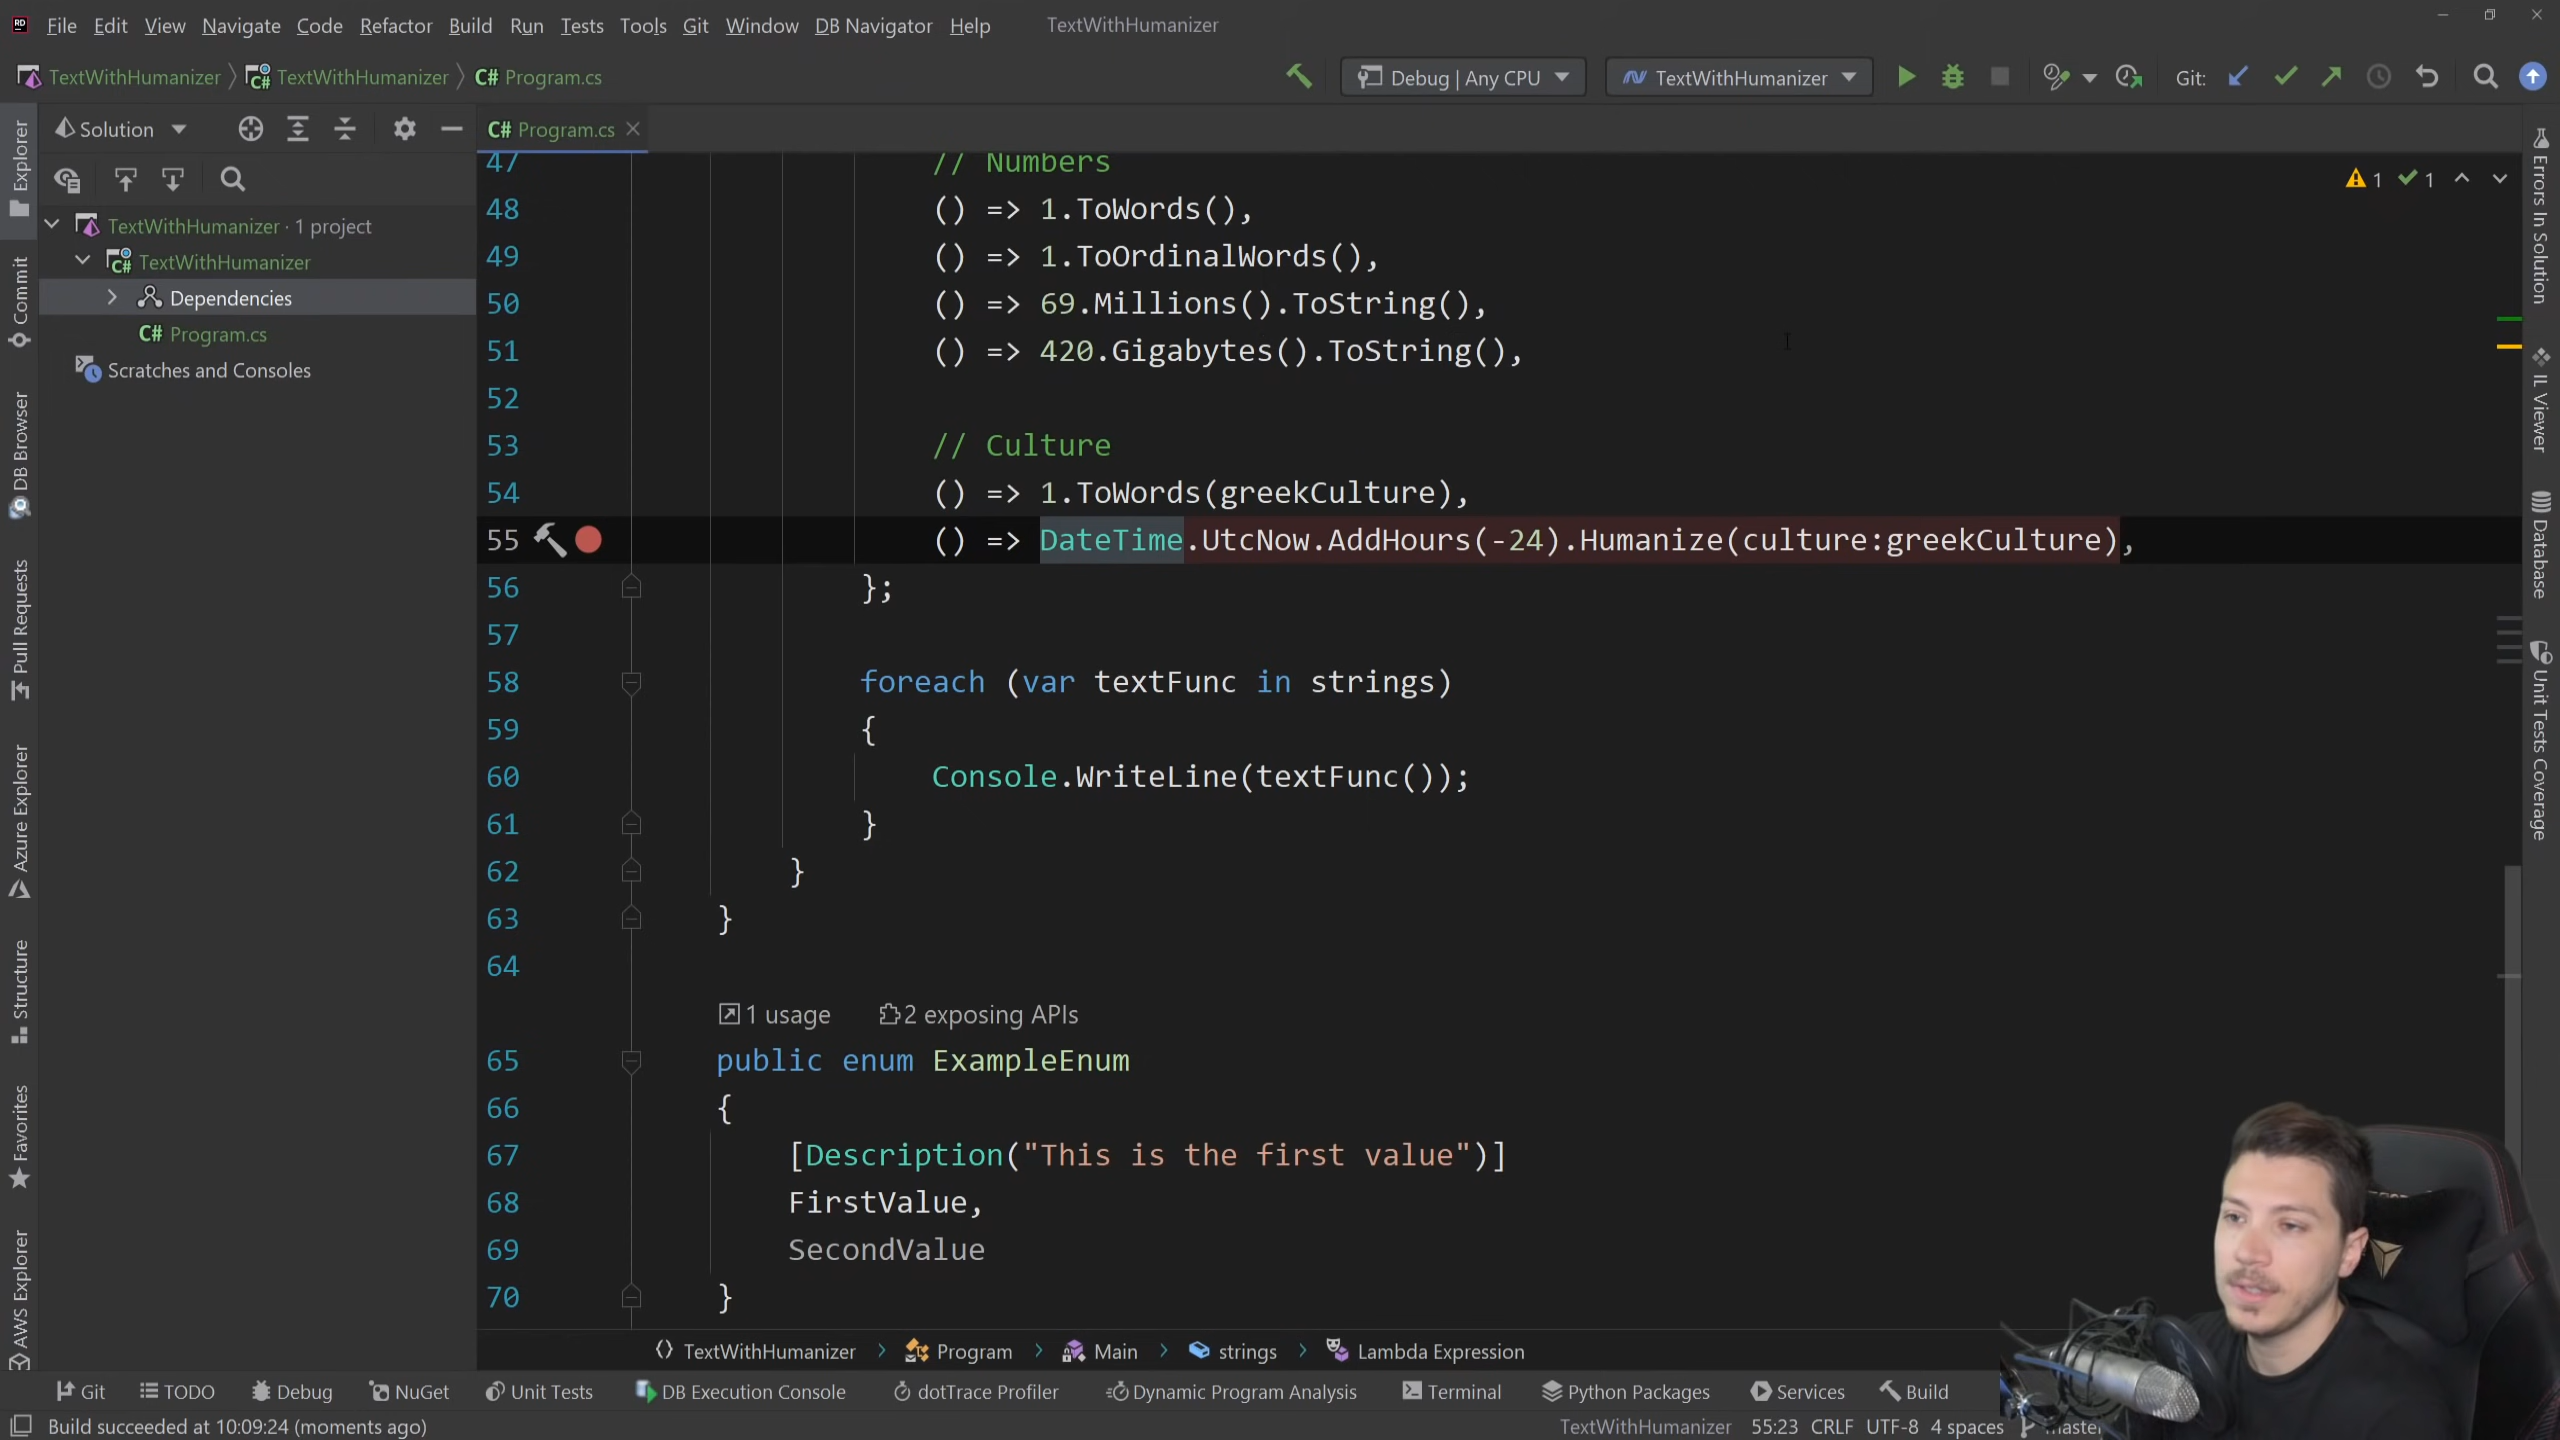 File Edit View Navigate Code Refactor Build Run Tests Tools Git Window DB Navigator Help TextWithHumanizer
TextWithHumanizer TextWithHumanizer C# Program.cs Debug | Any CPU TextWithHumanizer Git:
Solution
C# Program.cs
TextWithHumanizer · 1 project
C# TextWithHumanizer
Dependencies
C# Program.cs
Scratches and Consoles
Explorer
Commit
DB Browser
Pull Requests
Azure Explorer
Structure
Favorites
AWS Explorer
47 // Numbers
1 1
48 () => 1.ToWords(),
49 () => 1.ToOrdinalWords(),
50 () => 69.Millions().ToString(),
51 () => 420.Gigabytes().ToString(),
52
53 // Culture
54 () => 1.ToWords(greekCulture),
55 () => DateTime.UtcNow.AddHours(-24).Humanize(culture:greekCulture),
56 };
57
58 foreach (var textFunc in strings)
59 {
60 Console.WriteLine(textFunc());
61 }
62 }
63 }
64
1 usage 2 exposing APIs
65 public enum ExampleEnum
66 {
67 [Description("This is the first value")]
68 FirstValue,
69 SecondValue
70 }
Errors In Solution
IL Viewer
Database
Unit Tests Coverage
TextWithHumanizer Program Main strings Lambda Expression
Git TODO Debug NuGet Unit Tests DB Execution Console dotTrace Profiler Dynamic Program Analysis Terminal Python Packages Services Build
Build succeeded at 10:09:24 (moments ago) TextWithHumanizer 55:23 CRLF UTF-8 4 spaces master